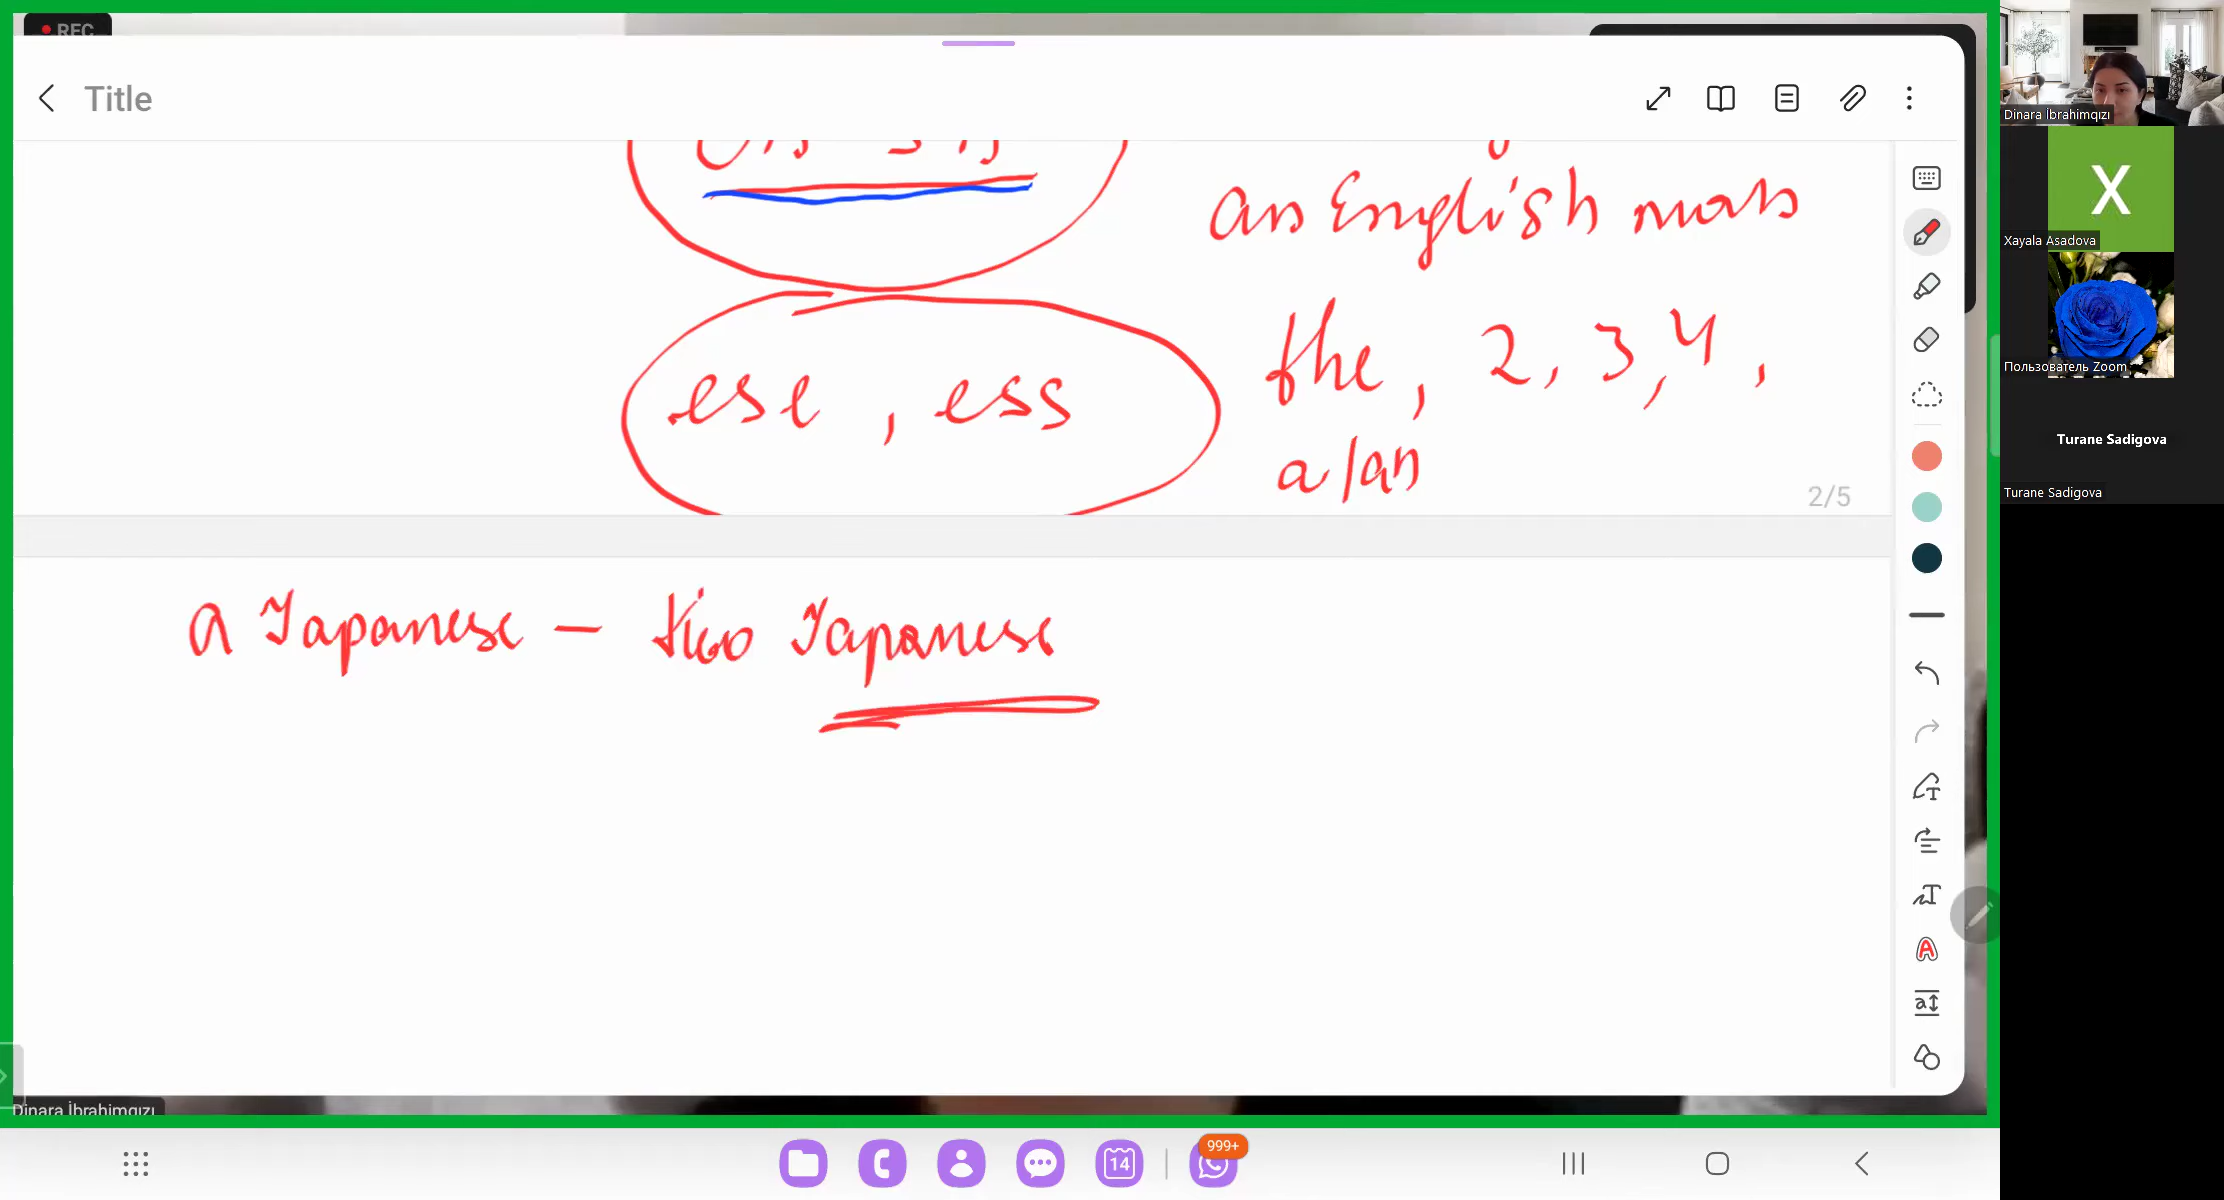 REC
Title
an English man
ese, ess
the, 2, 3, 4,
a/an
2/5
a Japanese – two Japanese
Dinara İbrahimqızı
X
Xayala Asadova
Пользователь Zoom
Turane Sadigova
Turane Sadigova
Dinara İbrahimqızı
14
999+